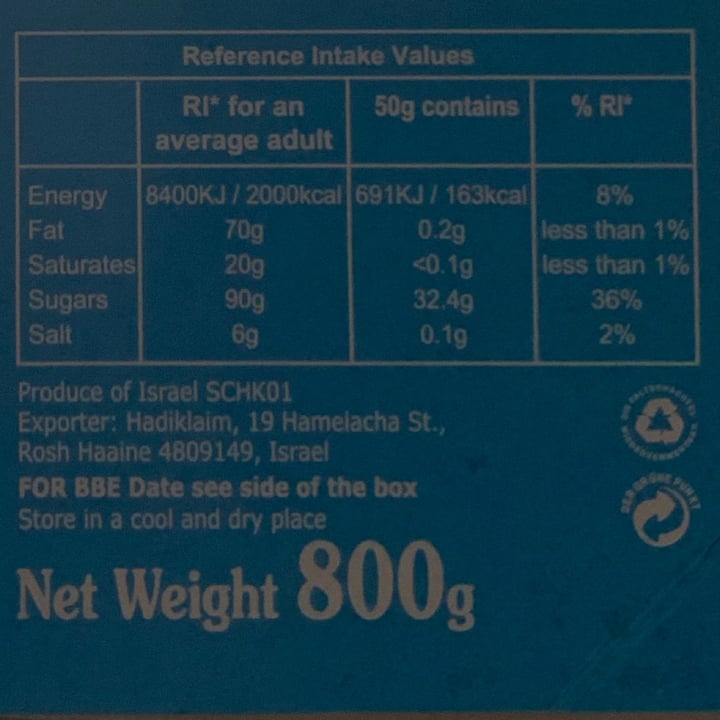 Reference Intake Values
RI* for an average adult 50g contains % RI*
Energy 8400KJ / 2000kcal 691KJ / 163kcal 8%
Fat 70g 0.2g less than 1%
Saturates 20g <0.1g less than 1%
Sugars 90g 32.4g 36%
Salt 6g 0.1g 2%
Produce of Israel SCHK01
Exporter: Hadiklaim, 19 Hamelacha St.,
Rosh Haaine 4809149, Israel
FOR BBE Date see side of the box
Store in a cool and dry place
Net Weight 800g
DER GRÜNE PUNKT